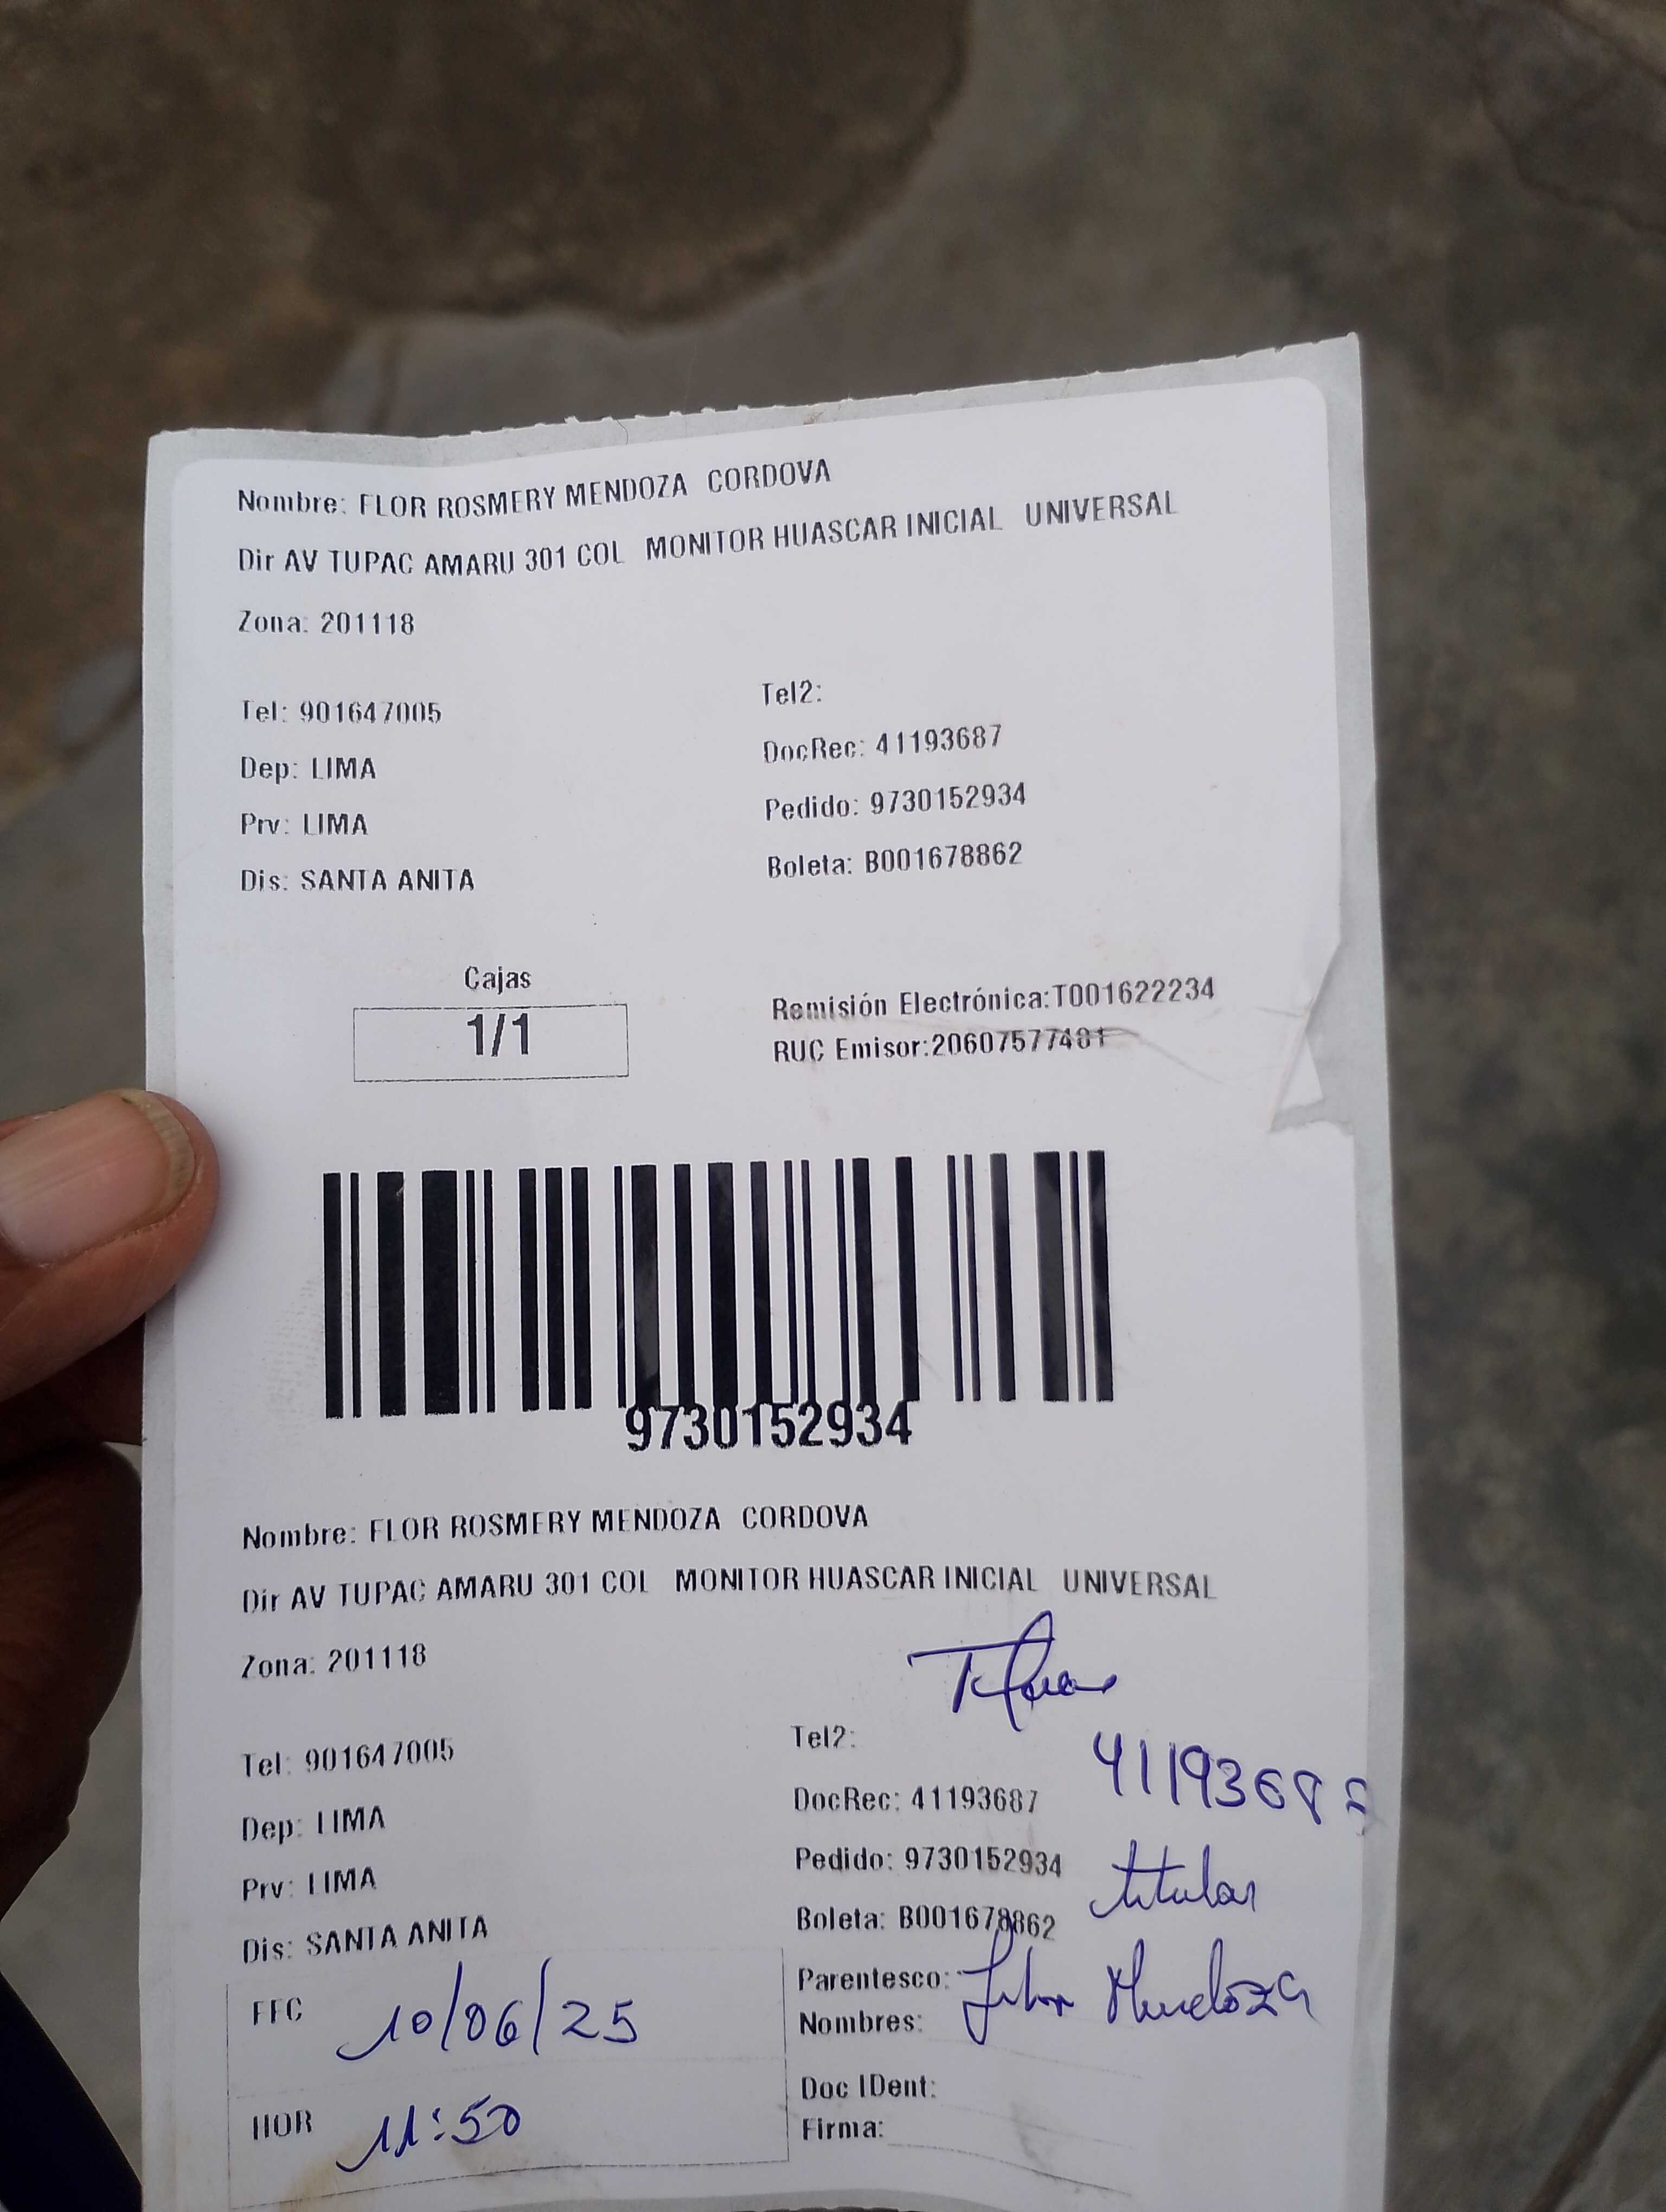 Nombre: FLOR ROSMERY MENDOZA CORDOVA
Dir AV TUPAC AMARU 301 COL MONITOR HUASCAR INICIAL UNIVERSAL
Zona: 201118
Tel: 901647005
Tel2:
Dep: LIMA
DocRec: 41193687
Prv: LIMA
Pedido: 9730152934
Dis: SANTA ANITA
Boleta: B001678862
Cajas
1/1
Remisión Electrónica:T001622234
RUC Emisor:20607577481
9730152934
Nombre: FLOR ROSMERY MENDOZA CORDOVA
Dir AV TUPAC AMARU 301 COL MONITOR HUASCAR INICIAL UNIVERSAL
Zona: 201118
Tel: 901647005
Tel2:
Dep: LIMA
DocRec: 41193687
Prv: LIMA
Pedido: 9730152934 titular
Dis: SANTA ANITA
Boleta: B001678862
FFC 10/06/25
Parentesco:
Nombres: Mendoza
Doc IDent:
HOR 11:50
Firma: